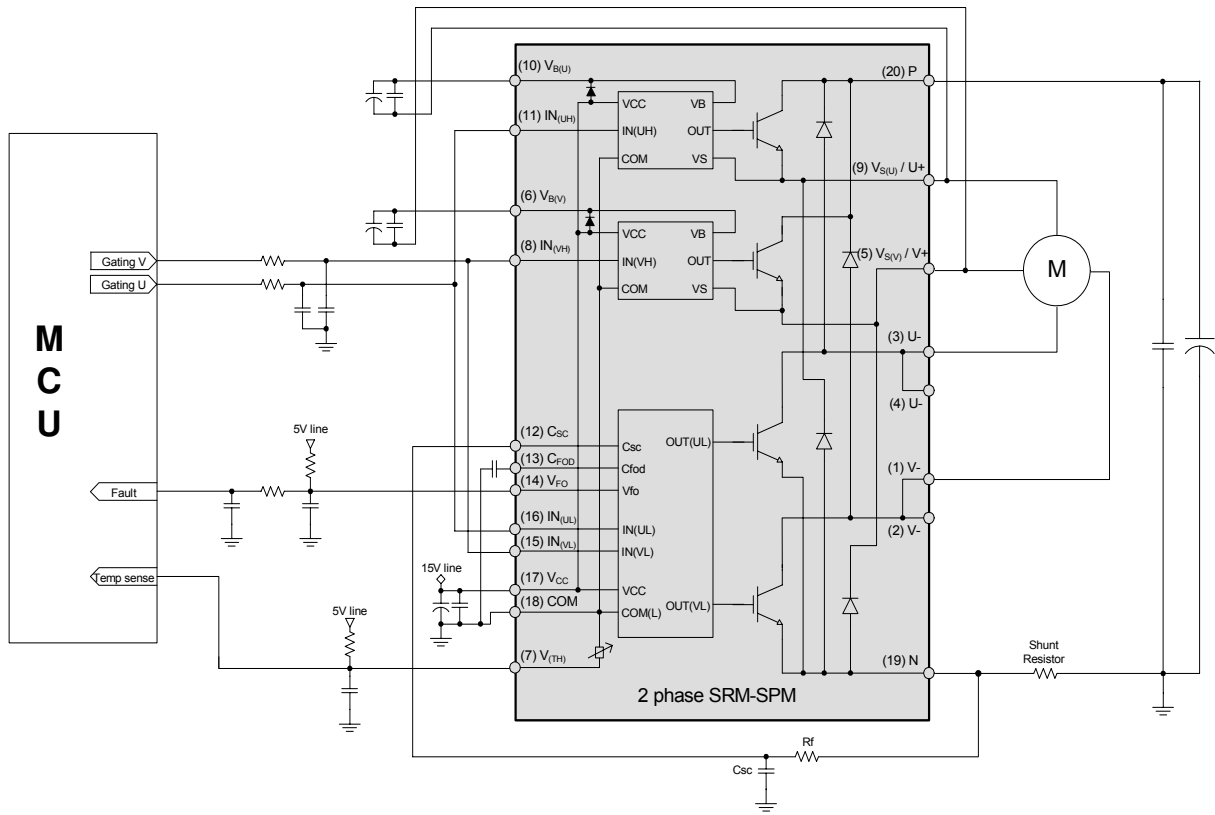 MCU
Gating V
Gating U
Fault
Temp sense
5V line
15V line
5V line
(10) VB(U)
(11) IN(UH)
(6) VB(V)
(8) IN(VH)
(12) CSC
(13) CFOD
(14) VFO
(16) IN(UL)
(15) IN(VL)
(17) VCC
(18) COM
(7) V(TH)
VCC
VB
IN(UH)
OUT
COM
VS
VCC
VB
IN(VH)
OUT
COM
VS
Csc
OUT(UL)
Cfod
Vfo
IN(UL)
IN(VL)
VCC
OUT(VL)
COM(L)
(20) P
(9) VS(U) / U+
(5) VS(V) / V+
(3) U-
(4) U-
(1) V-
(2) V-
(19) N
2 phase SRM-SPM
M
Shunt
Resistor
Rf
Csc